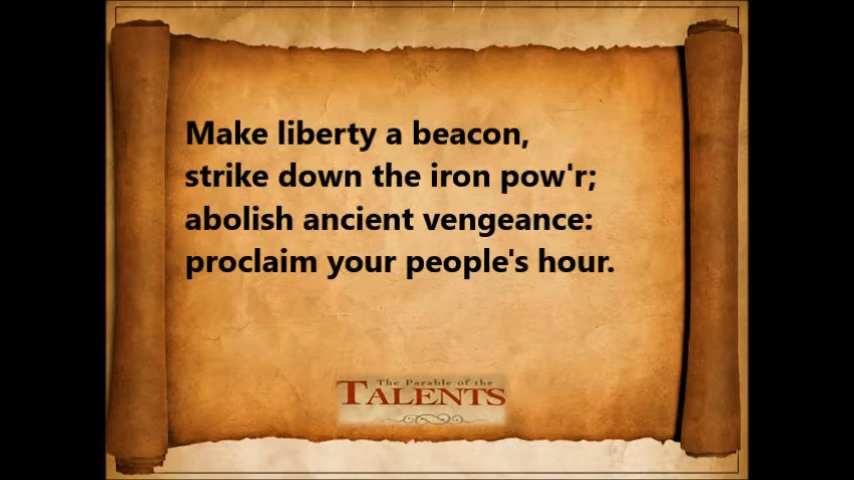 Make liberty a beacon,
strike down the iron pow'r;
abolish ancient vengeance:
proclaim your people's hour.
The Parable of the
TALENTS